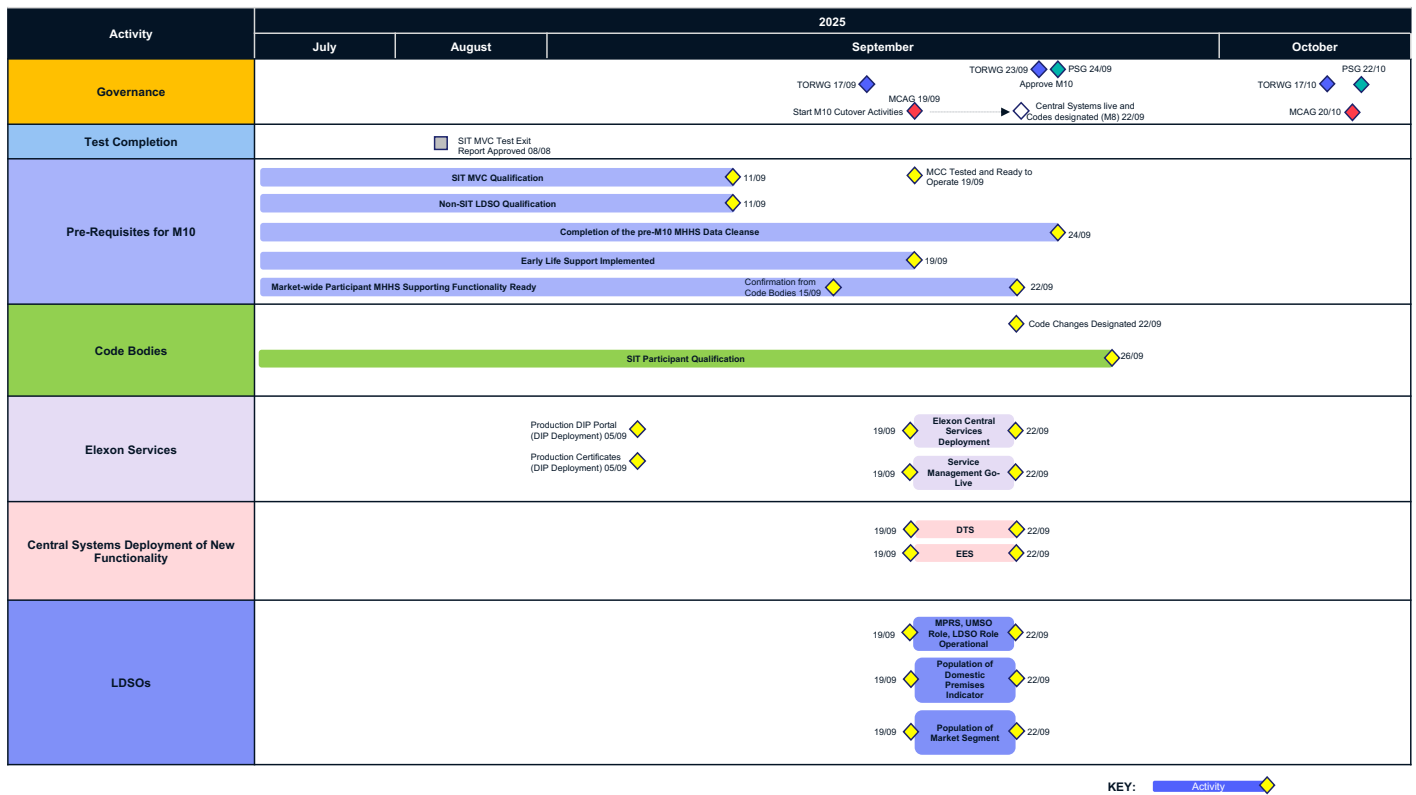 Activity
2025
July
August
September
October
Governance
TORWG 17/09
TORWG 23/09
PSG 24/09
Approve M10
TORWG 17/10
PSG 22/10
MCAG 19/09
Start M10 Cutover Activities
Central Systems live and
Codes designated (M8) 22/09
MCAG 20/10
Test Completion
SIT MVC Test Exit
Report Approved 08/08
Pre-Requisites for M10
SIT MVC Qualification
11/09
MCC Tested and Ready to
Operate 19/09
Non-SIT LDSO Qualification
11/09
Completion of the pre-M10 MHHS Data Cleanse
24/09
Early Life Support Implemented
19/09
Market-wide Participant MHHS Supporting Functionality Ready
Confirmation from
Code Bodies 15/09
22/09
Code Bodies
Code Changes Designated 22/09
SIT Participant Qualification
26/09
Elexon Services
Production DIP Portal
(DIP Deployment) 05/09
Production Certificates
(DIP Deployment) 05/09
19/09
Elexon Central
Services
Deployment
22/09
19/09
Service
Management Go-
Live
22/09
Central Systems Deployment of New
Functionality
19/09
DTS
22/09
19/09
EES
22/09
LDSOs
19/09
MPRS, UMSO
Role, LDSO Role
Operational
22/09
19/09
Population of
Domestic
Premises
Indicator
22/09
19/09
Population of
Market Segment
22/09
KEY:
Activity